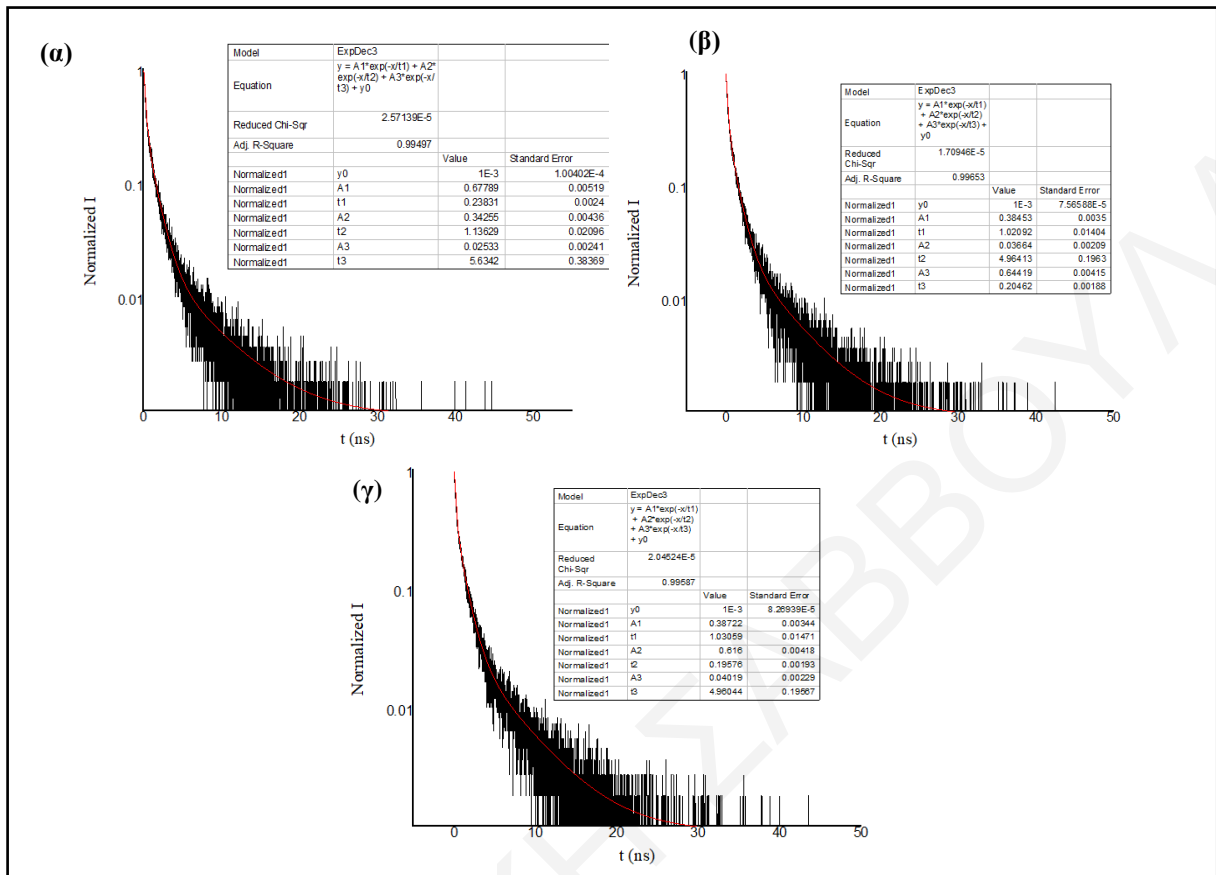 (α)
Model ExpDec3
Equation y = A1*exp(-x/t1) + A2*
exp(-x/t2) + A3*exp(-x/
t3) + y0
Reduced Chi-Sqr 2.57139E-5
Adj. R-Square 0.99497
Value Standard Error
Normalized1 y0 1E-3 1.00402E-4
Normalized1 A1 0.67789 0.00519
Normalized1 t1 0.23831 0.0024
Normalized1 A2 0.34255 0.00436
Normalized1 t2 1.13629 0.02096
Normalized1 A3 0.02533 0.00241
Normalized1 t3 5.6342 0.38369
1
0.1
0.01
Normalized I
0 10 20 30 40 50
t (ns)
(β)
Model ExpDec3
Equation y = A1*exp(-x/t1)
+ A2*exp(-x/t2)
+ A3*exp(-x/t3) +
y0
Reduced
Chi-Sqr 1.70946E-5
Adj. R-Square 0.99653
Value Standard Error
Normalized1 y0 1E-3 7.56588E-5
Normalized1 A1 0.38453 0.0035
Normalized1 t1 1.02092 0.01404
Normalized1 A2 0.03664 0.00209
Normalized1 t2 4.96413 0.1963
Normalized1 A3 0.64419 0.00415
Normalized1 t3 0.20462 0.00188
1
0.1
0.01
Normalized I
0 10 20 30 40 50
t (ns)
(γ)
Model ExpDec3
Equation y = A1*exp(-x/t1)
+ A2*exp(-x/t2)
+ A3*exp(-x/t3)
+ y0
Reduced
Chi-Sqr 2.04524E-5
Adj. R-Square 0.99587
Value Standard Error
Normalized1 y0 1E-3 8.26939E-5
Normalized1 A1 0.38722 0.00344
Normalized1 t1 1.03059 0.01471
Normalized1 A2 0.616 0.00418
Normalized1 t2 0.19576 0.00193
Normalized1 A3 0.04019 0.00229
Normalized1 t3 4.96044 0.19567
1
0.1
0.01
Normalized I
0 10 20 30 40 50
t (ns)